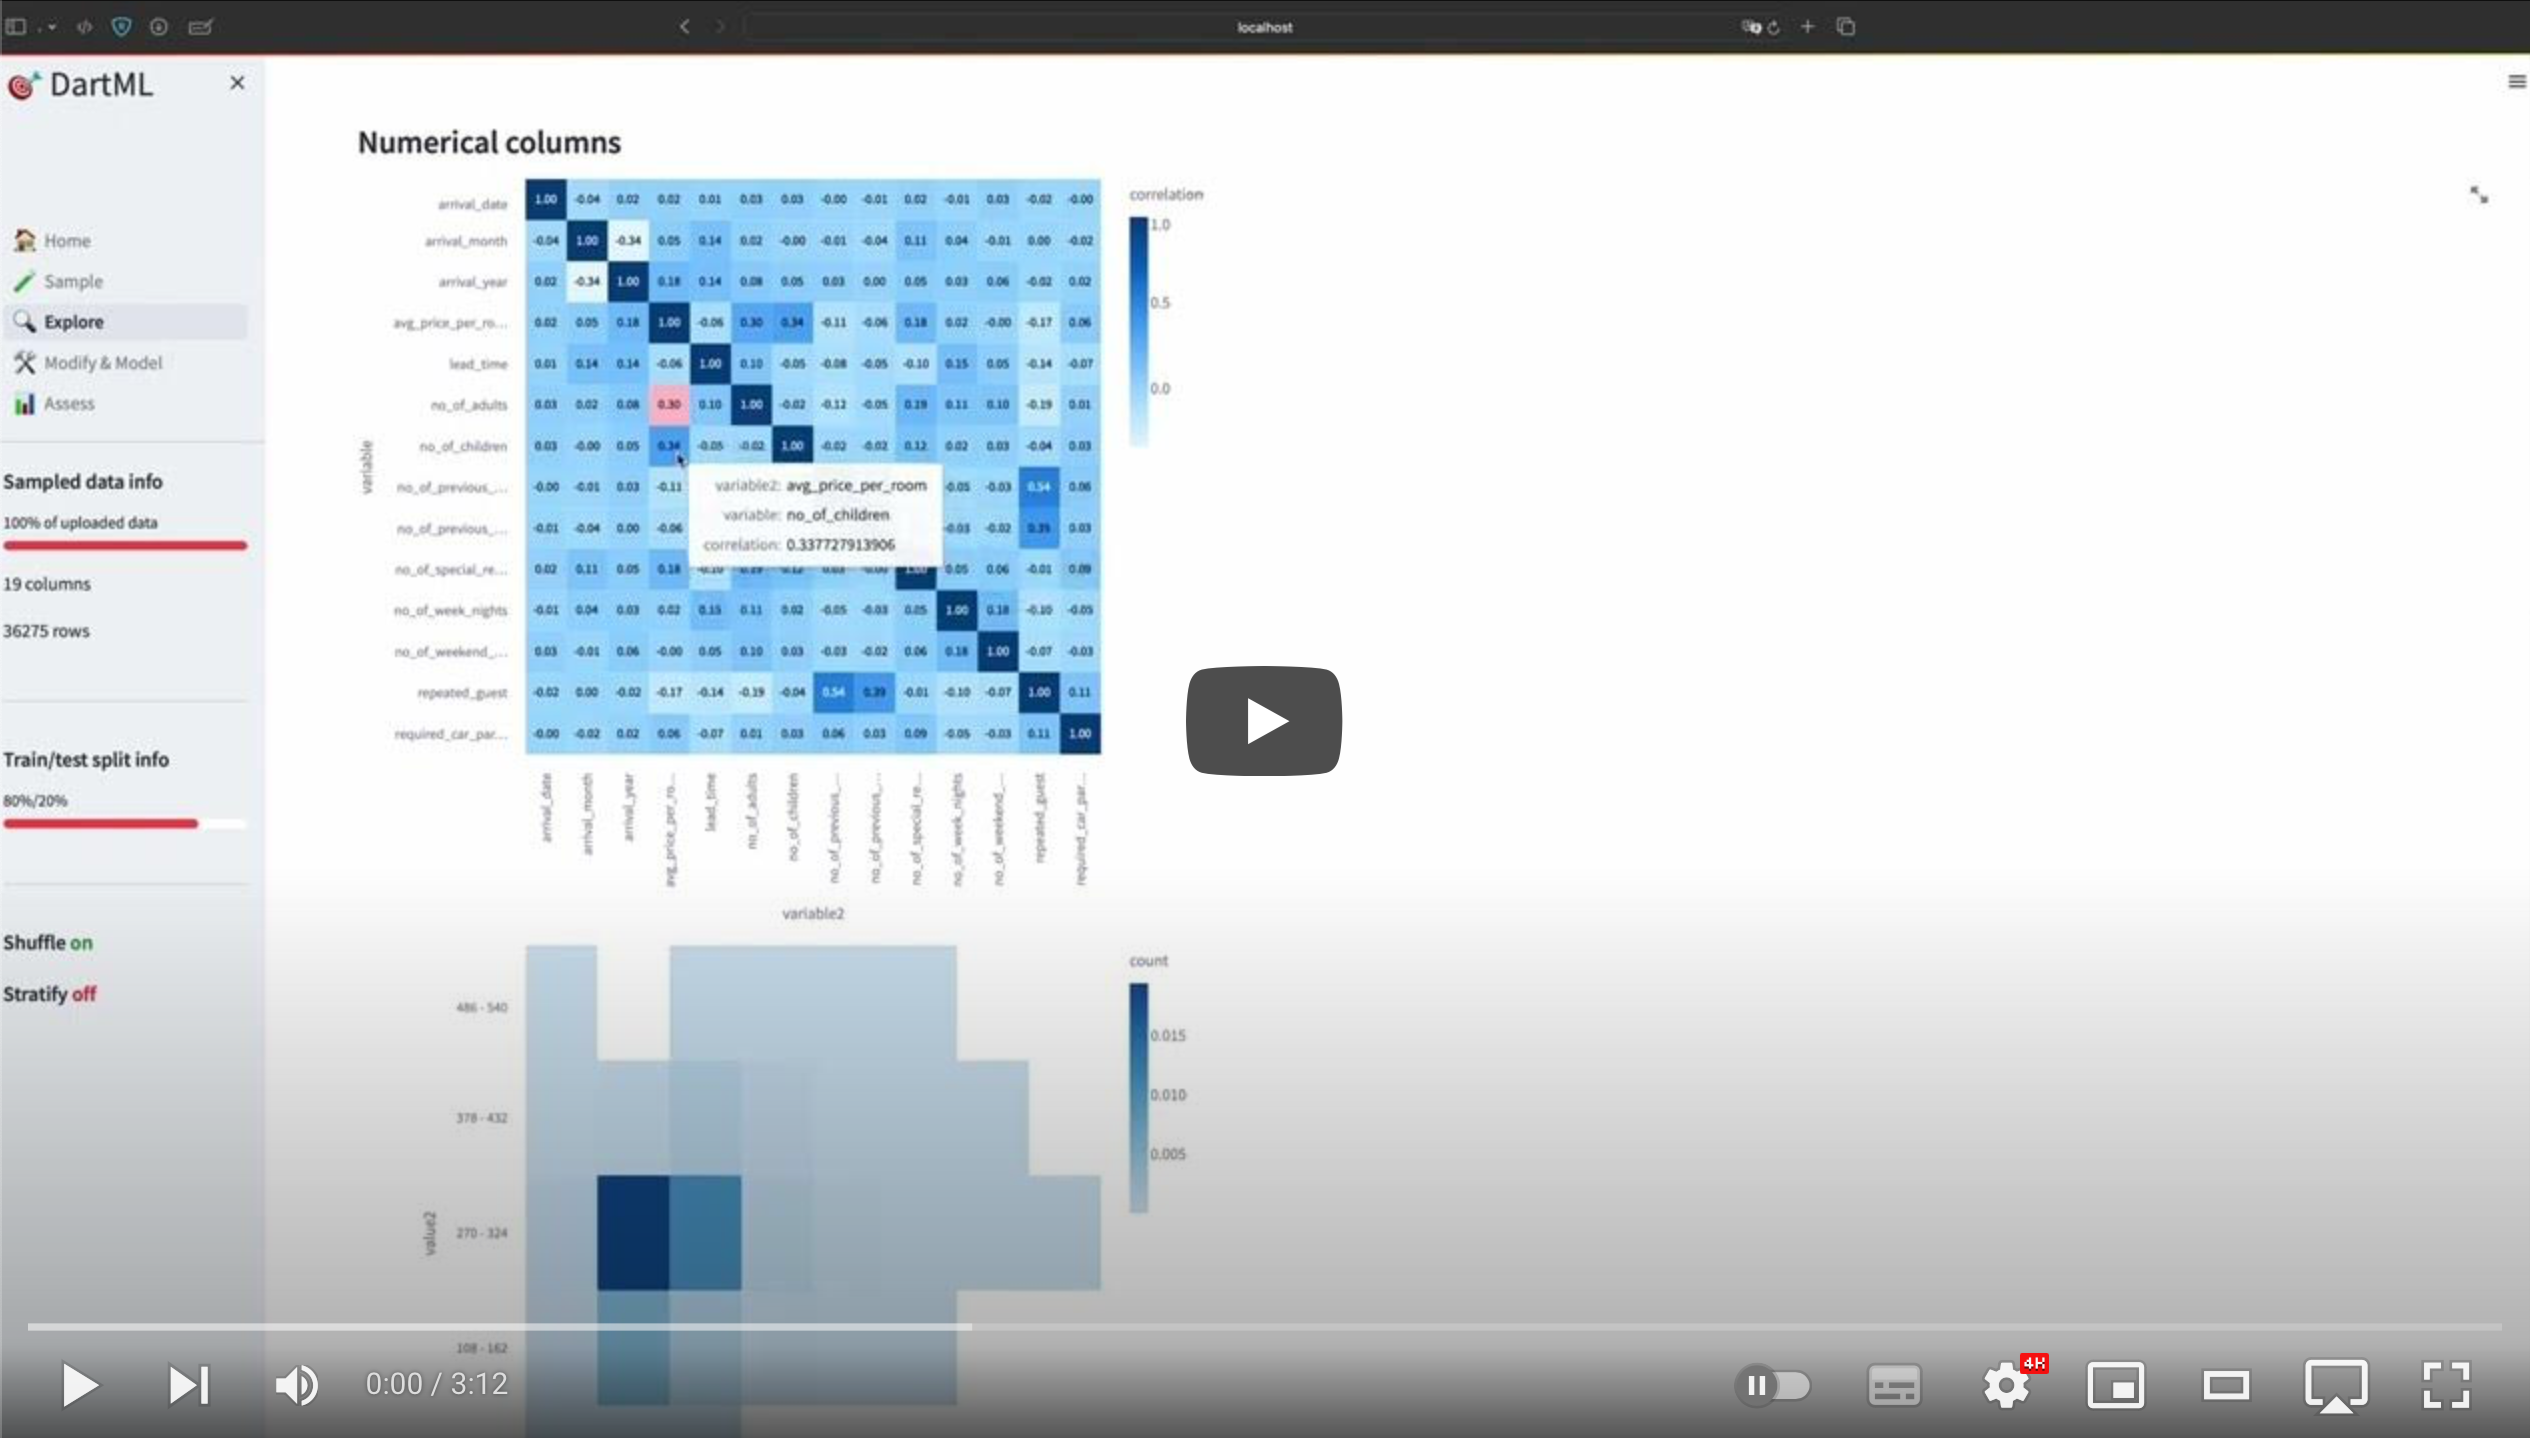 localhost
DartML
Home
Sample
Explore
Modify & Model
Assess
Sampled data info
100% of uploaded data
19 columns
36275 rows
Train/test split info
80%/20%
Shuffle on
Stratify off
Numerical columns
variable
arrival_date 1.00 -0.04 0.02 0.02 0.01 0.03 0.03 -0.00 -0.01 0.02 -0.01 0.03 -0.02 -0.00
arrival_month -0.04 1.00 -0.34 0.05 0.14 0.02 -0.00 -0.01 -0.04 0.11 0.04 -0.01 0.00 -0.02
arrival_year 0.02 -0.34 1.00 0.18 0.14 0.08 0.05 0.03 0.00 0.05 0.03 0.06 -0.02 0.02
avg_price_per_ro... 0.02 0.05 0.18 1.00 -0.06 0.30 0.34 -0.11 -0.06 0.18 0.02 -0.00 -0.17 0.06
lead_time 0.01 0.14 0.14 -0.06 1.00 0.10 -0.05 -0.08 -0.05 -0.10 0.15 0.05 -0.14 -0.07
no_of_adults 0.03 0.02 0.08 0.30 0.10 1.00 -0.02 -0.12 -0.05 0.19 0.11 0.10 -0.19 0.01
no_of_children 0.03 -0.00 0.05 0.34 -0.05 -0.02 1.00 -0.02 -0.02 0.12 0.02 0.03 -0.04 0.03
no_of_previous_... -0.00 -0.01 0.03 -0.11 -0.05 -0.03 0.54 0.06
no_of_previous_... -0.01 -0.04 0.00 -0.06 -0.03 -0.02 0.39 0.03
no_of_special_re... 0.02 0.11 0.05 0.18 -0.10 0.19 0.12 0.03 -0.00 1.00 0.05 0.06 -0.01 0.09
no_of_week_nights -0.01 0.04 0.03 0.02 0.15 0.11 0.02 -0.05 -0.03 0.05 1.00 0.18 -0.10 -0.05
no_of_weekend_... 0.03 -0.01 0.06 -0.00 0.05 0.10 0.03 -0.03 -0.02 0.06 0.18 1.00 -0.07 -0.03
repeated_guest -0.02 0.00 -0.02 -0.17 -0.14 -0.19 -0.04 0.54 0.39 -0.01 -0.10 -0.07 1.00 0.11
required_car_par... -0.00 -0.02 0.02 0.06 -0.07 0.01 0.03 0.06 0.03 0.09 -0.05 -0.03 0.11 1.00
variable2: avg_price_per_room
variable: no_of_children
correlation: 0.337727913906
arrival_date
arrival_month
arrival_year
avg_price_per_ro...
lead_time
no_of_adults
no_of_children
no_of_previous_...
no_of_previous_...
no_of_special_re...
no_of_week_nights
no_of_weekend_...
repeated_guest
required_car_par...
variable2
correlation
1.0
0.5
0.0
value2
486 - 540
378 - 432
270 - 324
108 - 162
count
0.015
0.010
0.005
0:00 / 3:12
4K